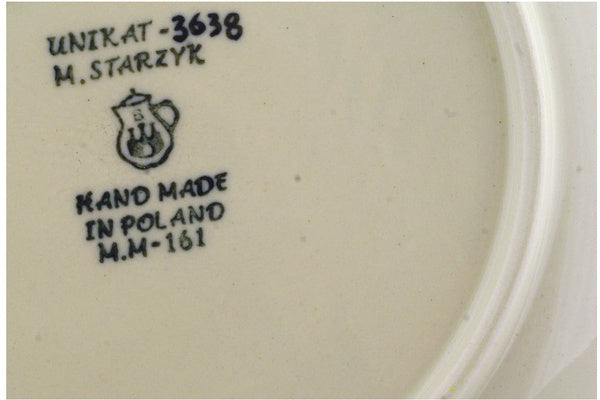 UNIKAT-3638
M. STARZYK
B
HAND MADE
IN POLAND
M.M-161